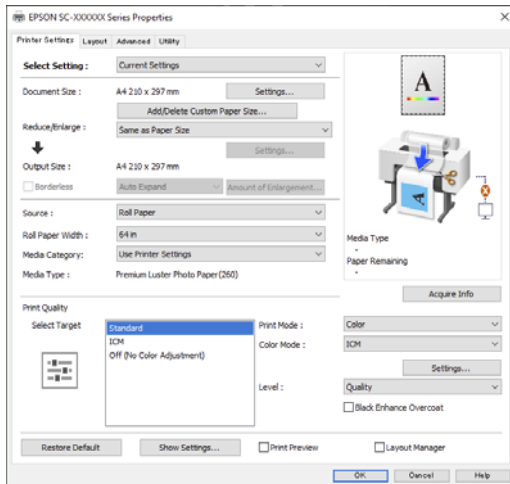 EPSON SC-XXXXXX Series Properties
Printer Settings Layout Advanced Utility
Select Setting : Current Settings
Document Size : A4 210 x 297 mm Settings...
Add/Delete Custom Paper Size...
Reduce/Enlarge : Same as Paper Size
Settings...
Output Size : A4 210 x 297 mm
Borderless Auto Expand Amount of Enlargement...
Source : Roll Paper
Roll Paper Width : 64 in
Media Category: Use Printer Settings
Media Type : Premium Luster Photo Paper(260)
A
Media Type
-
Paper Remaining
-
Acquire Info
Print Quality
Select Target
Standard
ICM
Off (No Color Adjustment)
Print Mode : Color
Color Mode : ICM
Settings...
Level : Quality
Black Enhance Overcoat
Restore Default Show Settings... Print Preview Layout Manager
OK Cancel Help